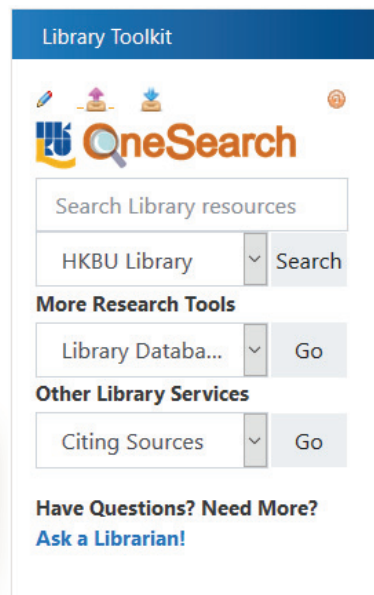 Library Toolkit
OneSearch
Search Library resources
HKBU Library Search
More Research Tools
Library Databa... Go
Other Library Services
Citing Sources Go
Have Questions? Need More?
Ask a Librarian!